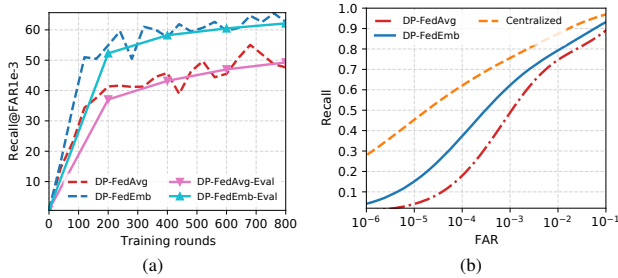 60
50
40
30
20
10
0 100 200 300 400 500 600 700 800
Recall@FAR1e-3
Training rounds
DP-FedAvg
DP-FedEmb
DP-FedAvg-Eval
DP-FedEmb-Eval
(a)
1.0
0.9
0.8
0.7
0.6
0.5
0.4
0.3
0.2
0.1
10⁻⁶ 10⁻⁵ 10⁻⁴ 10⁻³ 10⁻² 10⁻¹
Recall
FAR
DP-FedAvg
DP-FedEmb
Centralized
(b)